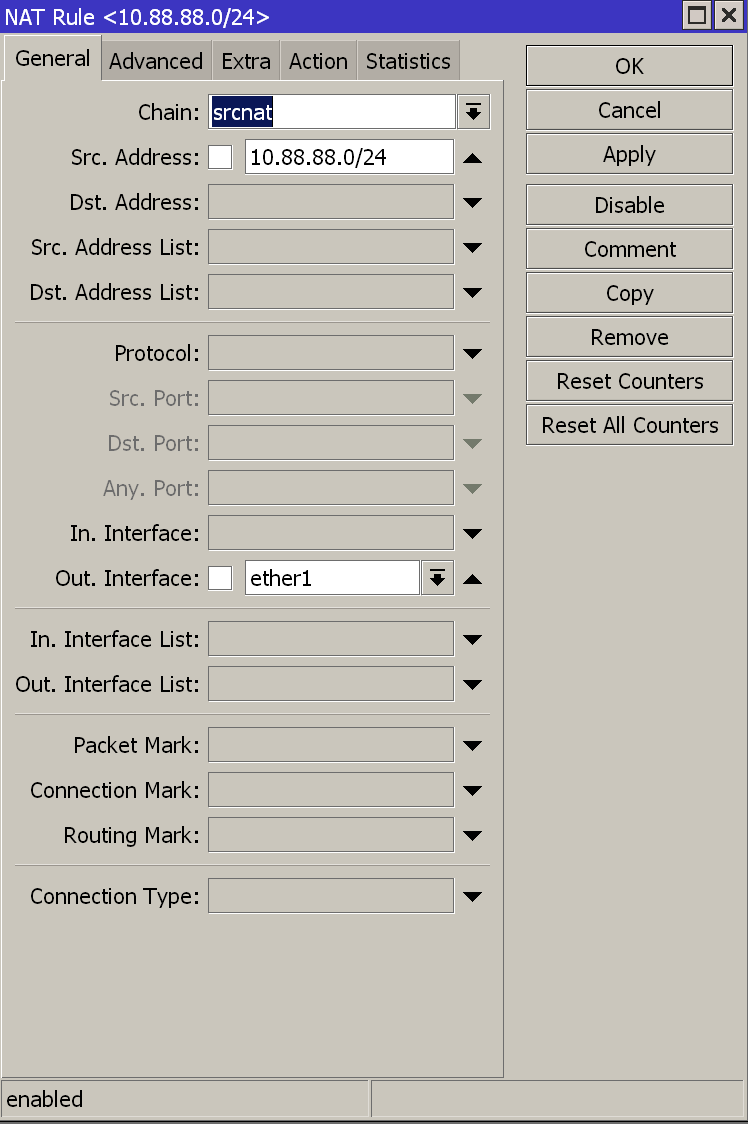 NAT Rule <10.88.88.0/24>
General Advanced Extra Action Statistics
Chain: srcnat
Src. Address: 10.88.88.0/24
Dst. Address:
Src. Address List:
Dst. Address List:
Protocol:
Src. Port:
Dst. Port:
Any. Port:
In. Interface:
Out. Interface: ether1
In. Interface List:
Out. Interface List:
Packet Mark:
Connection Mark:
Routing Mark:
Connection Type:
OK
Cancel
Apply
Disable
Comment
Copy
Remove
Reset Counters
Reset All Counters
enabled